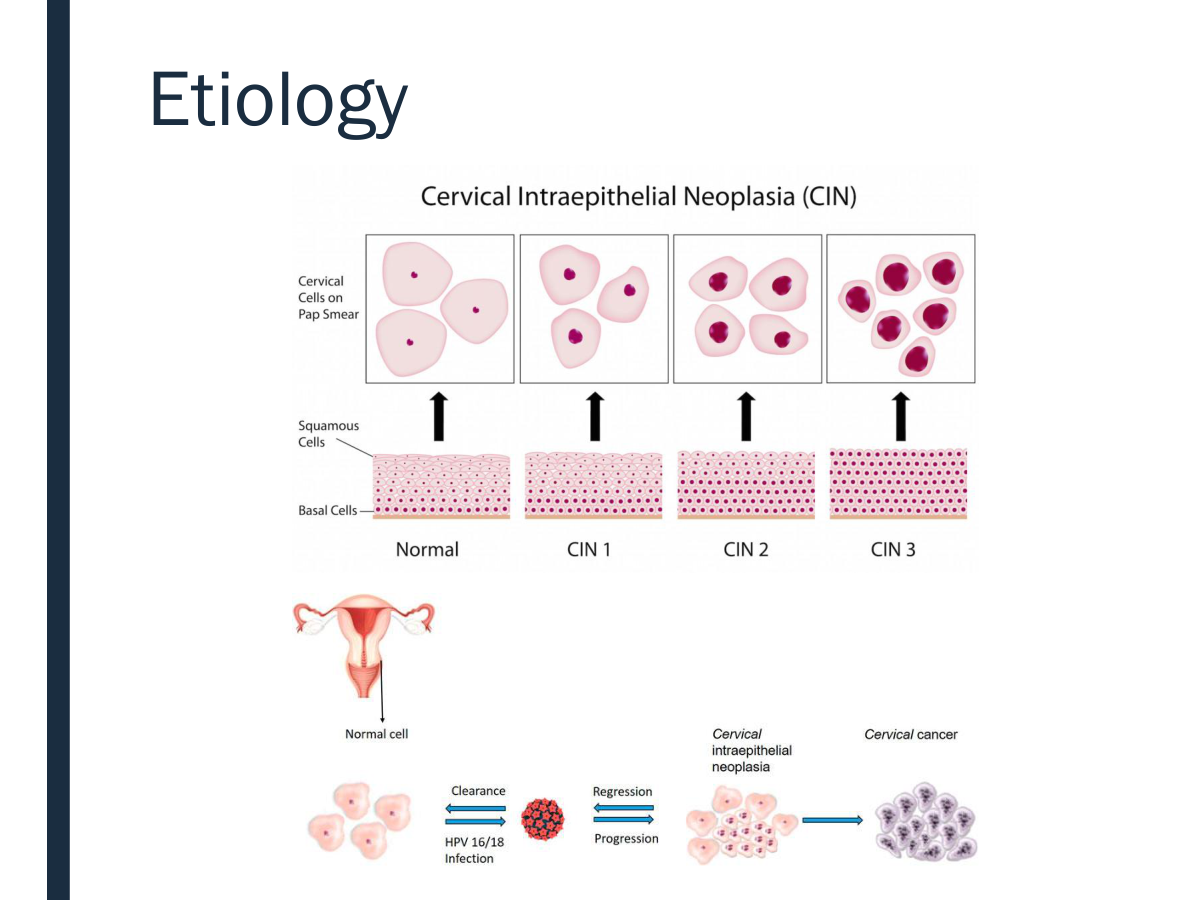 Etiology
Cervical Intraepithelial Neoplasia (CIN)
Cervical
Cells on
Pap Smear
Squamous
Cells
Basal Cells
Normal
CIN 1
CIN 2
CIN 3
Normal cell
Cervical
intraepithelial
neoplasia
Cervical cancer
Clearance
HPV 16/18
Infection
Regression
Progression